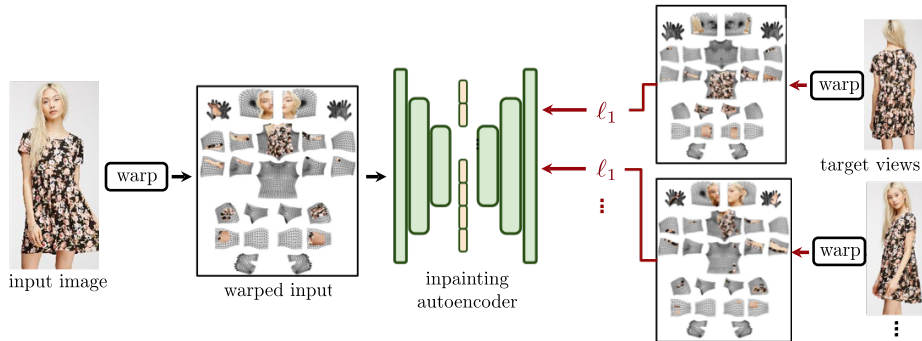 input image
warp
warped input
inpainting
autoencoder
ℓ1
ℓ1
warp
target views
warp